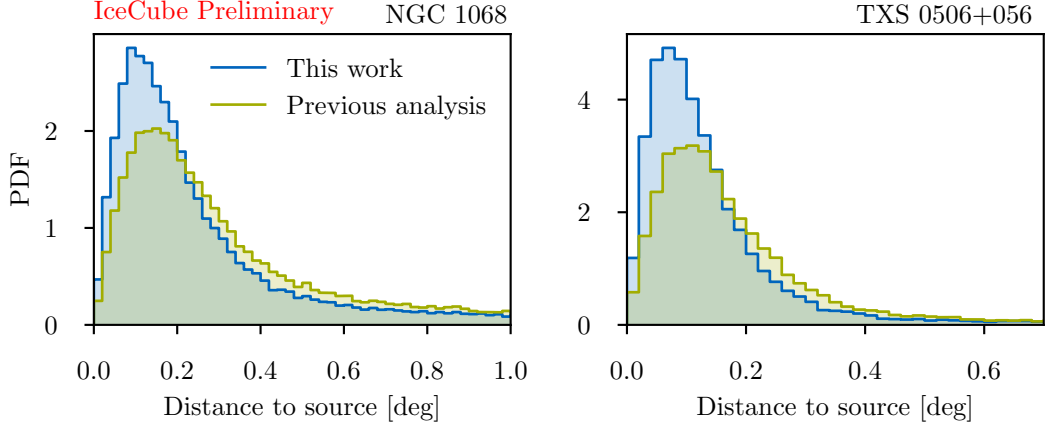 IceCube Preliminary NGC 1068
TXS 0506+056
This work
Previous analysis
PDF
2
1
0
0.0 0.2 0.4 0.6 0.8 1.0
Distance to source [deg]
4
2
0
0.0 0.2 0.4 0.6
Distance to source [deg]